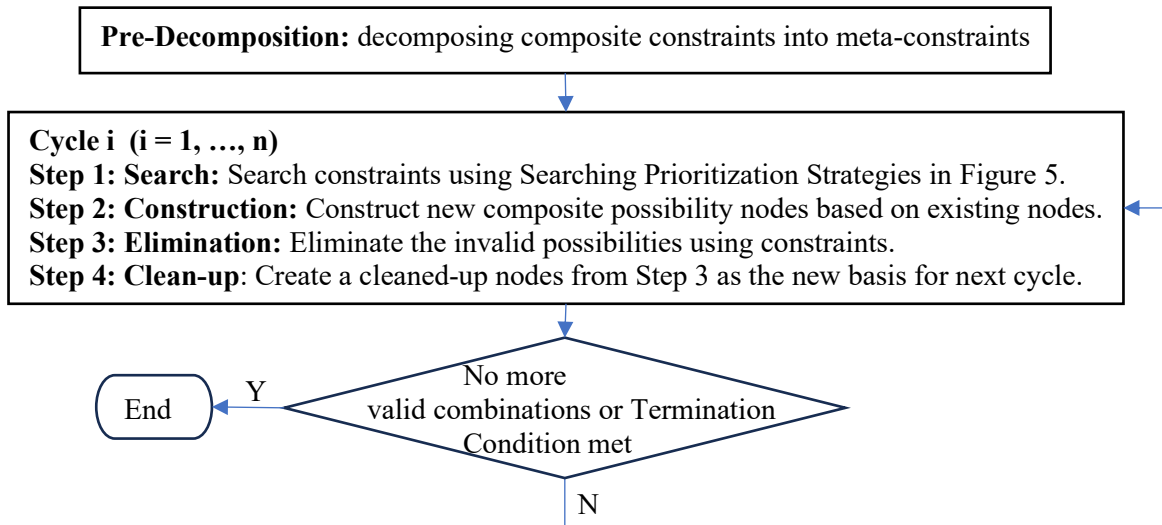 Pre-Decomposition: decomposing composite constraints into meta-constraints
Cycle i (i = 1, …, n)
Step 1: Search: Search constraints using Searching Prioritization Strategies in Figure 5.
Step 2: Construction: Construct new composite possibility nodes based on existing nodes.
Step 3: Elimination: Eliminate the invalid possibilities using constraints.
Step 4: Clean-up: Create a cleaned-up nodes from Step 3 as the new basis for next cycle.
No more
valid combinations or Termination
Condition met
Y
End
N